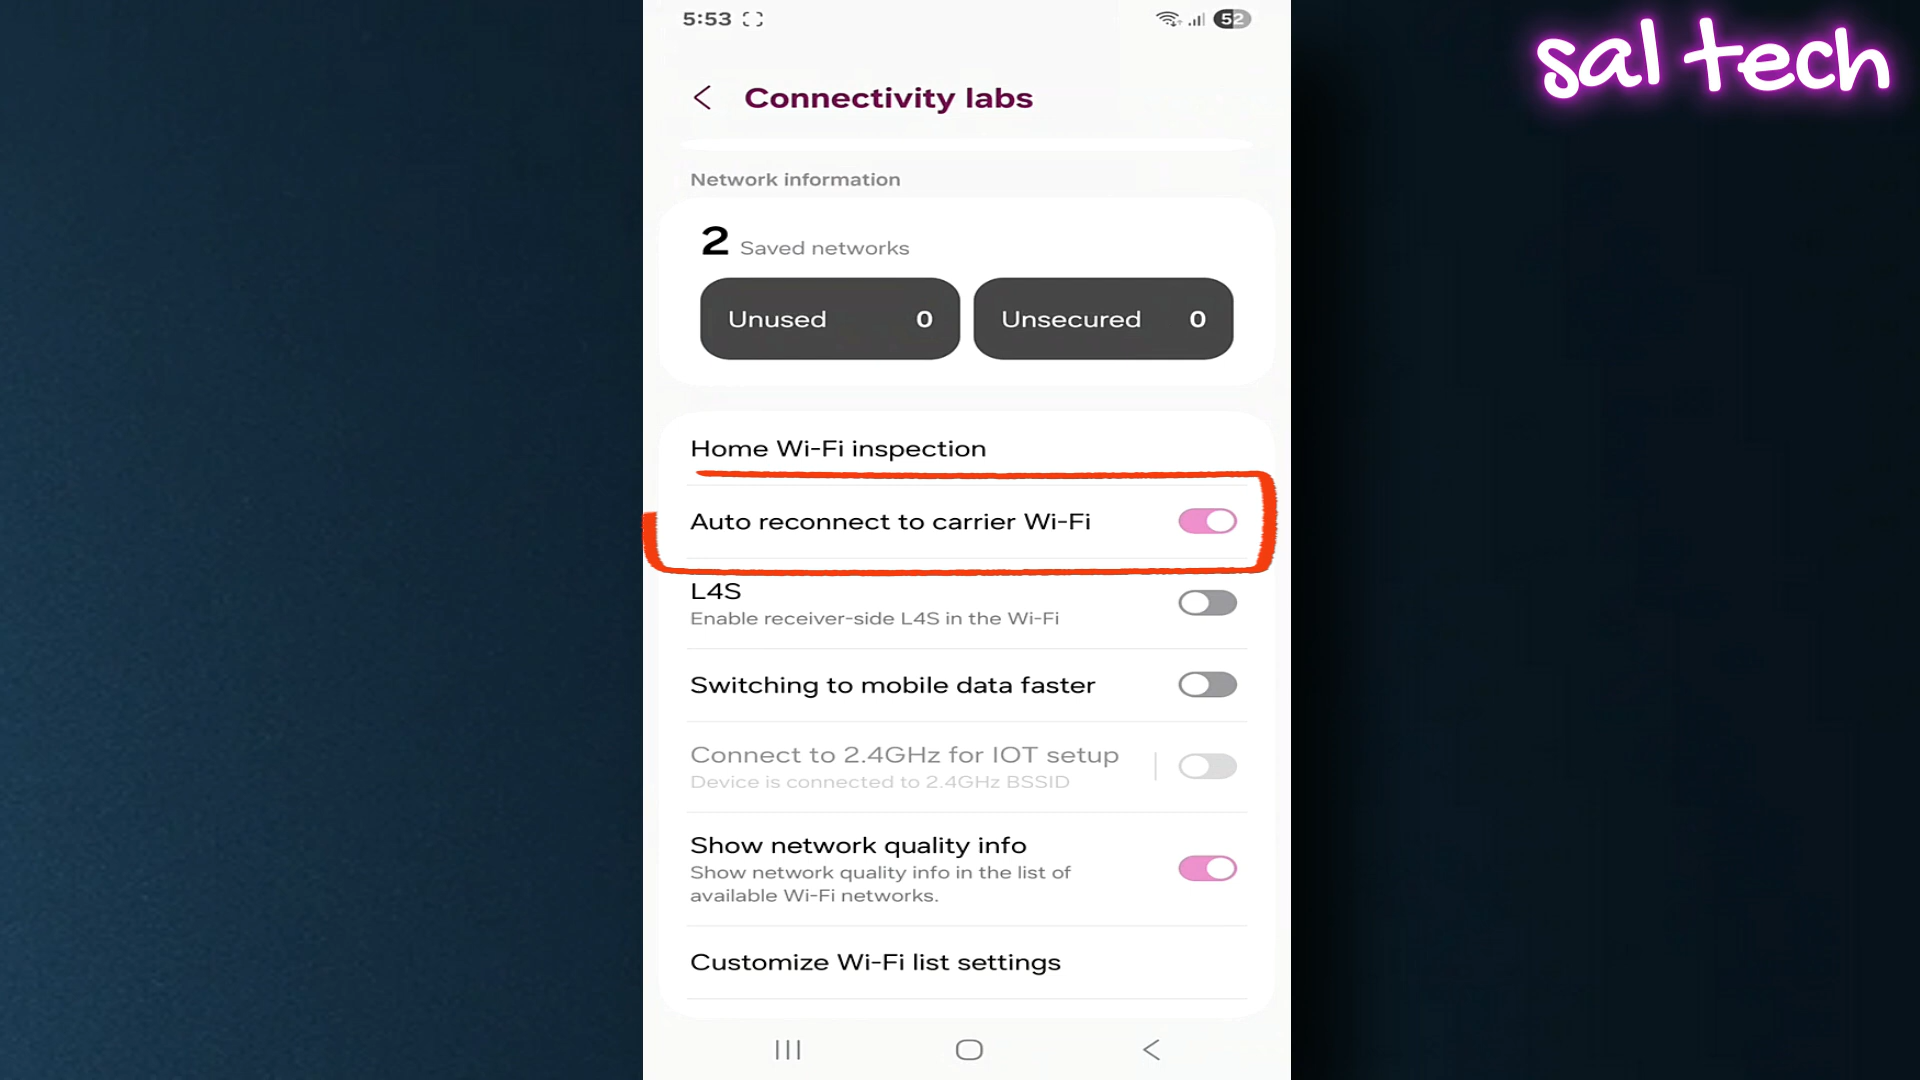 5:53
52
sal tech
Connectivity labs
Network information
2 Saved networks
Unused 0
Unsecured 0
Home Wi-Fi inspection
Auto reconnect to carrier Wi-Fi
L4S
Enable receiver-side L4S in the Wi-Fi
Switching to mobile data faster
Connect to 2.4GHz for IOT setup
Device is connected to 2.4GHz BSSID
Show network quality info
Show network quality info in the list of
available Wi-Fi networks.
Customize Wi-Fi list settings